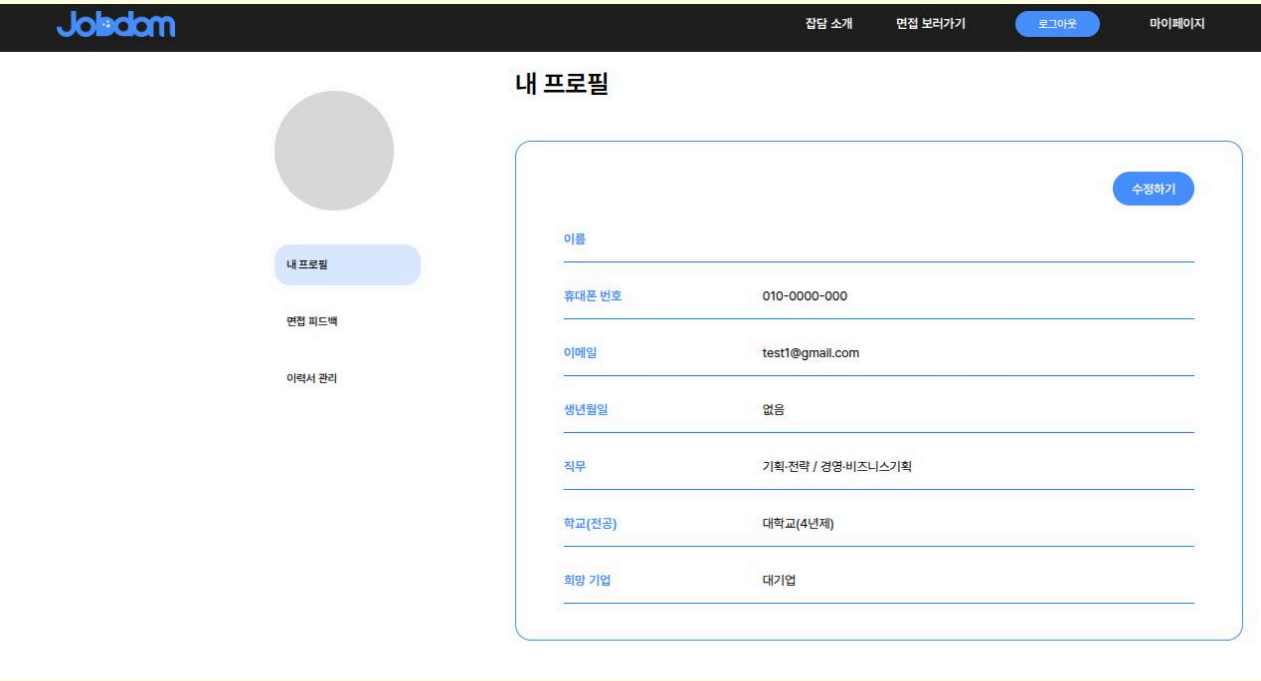 Jobdam
잡담 소개 면접 보러가기 로그아웃 마이페이지
내 프로필
내 프로필
면접 피드백
이력서 관리
수정하기
이름
휴대폰 번호 010-0000-000
이메일 test1@gmail.com
생년월일 없음
직무 기획·전략 / 경영·비즈니스기획
학교(전공) 대학교(4년제)
희망 기업 대기업